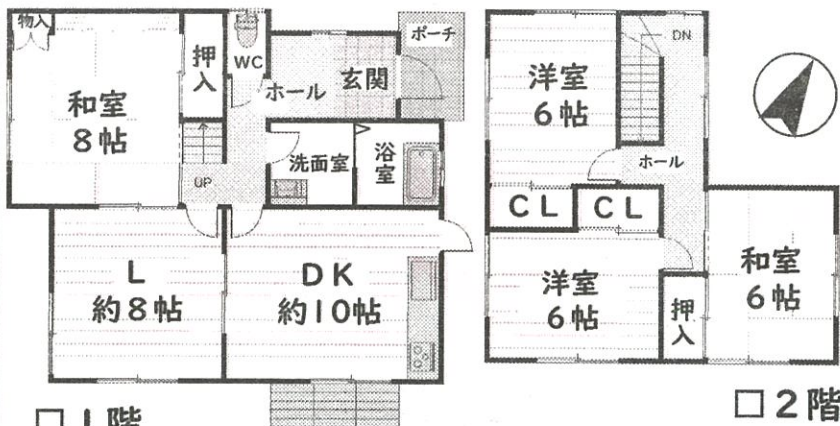 物入
和室
8帖
押入
WC
ホール
玄関
ポーチ
UP
洗面室
浴室
L
約8帖
DK
約10帖
□1階
洋室
6帖
DN
ホール
CL
CL
洋室
6帖
押入
和室
6帖
□2階